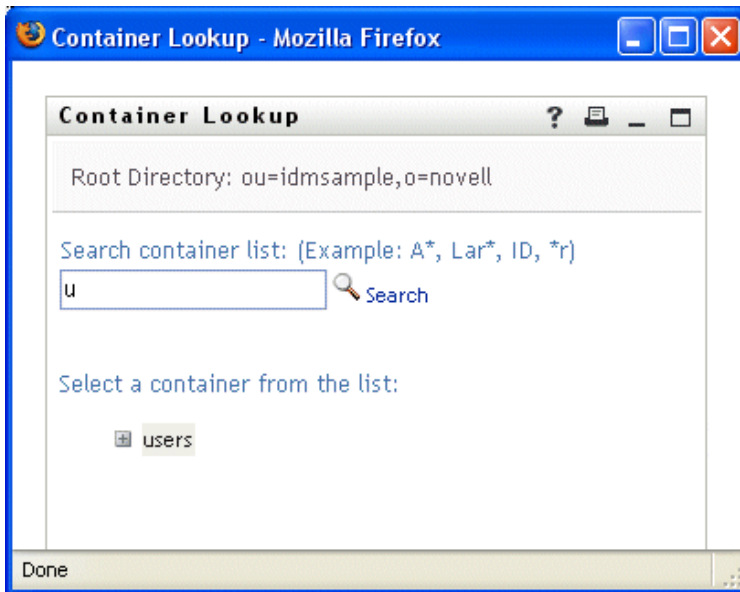 Container Lookup - Mozilla Firefox
Container Lookup ?
Root Directory: ou=idmsample,o=novell
Search container list: (Example: A*, Lar*, ID, *r)
u Search
Select a container from the list:
users
Done